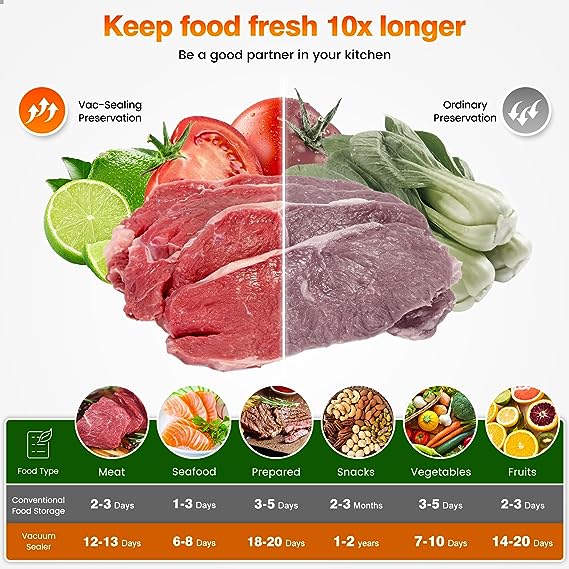 Keep food fresh 10x longer
Be a good partner in your kitchen
Vac-Sealing
Preservation
Ordinary
Preservation
Food Type
Meat
Seafood
Prepared
Snacks
Vegetables
Fruits
Conventional
Food Storage
2-3 Days
1-3 Days
3-5 Days
2-3 Months
3-5 Days
2-3 Days
Vacuum
Sealer
12-13 Days
6-8 Days
18-20 Days
1-2 years
7-10 Days
14-20 Days